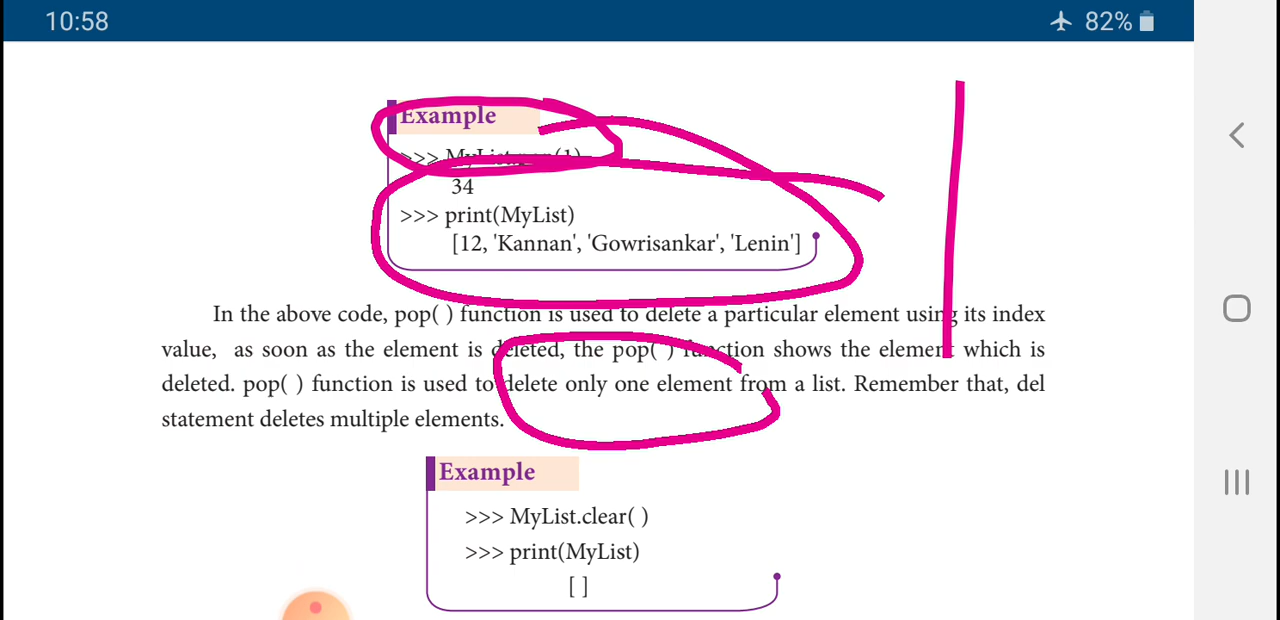 10:58
82%
Example
>>> MyList.pop(1)
34
>>> print(MyList)
[12, 'Kannan', 'Gowrisankar', 'Lenin']
In the above code, pop( ) function is used to delete a particular element using its index
value, as soon as the element is deleted, the pop( ) function shows the element which is
deleted. pop( ) function is used to delete only one element from a list. Remember that, del
statement deletes multiple elements.
Example
>>> MyList.clear( )
>>> print(MyList)
[ ]